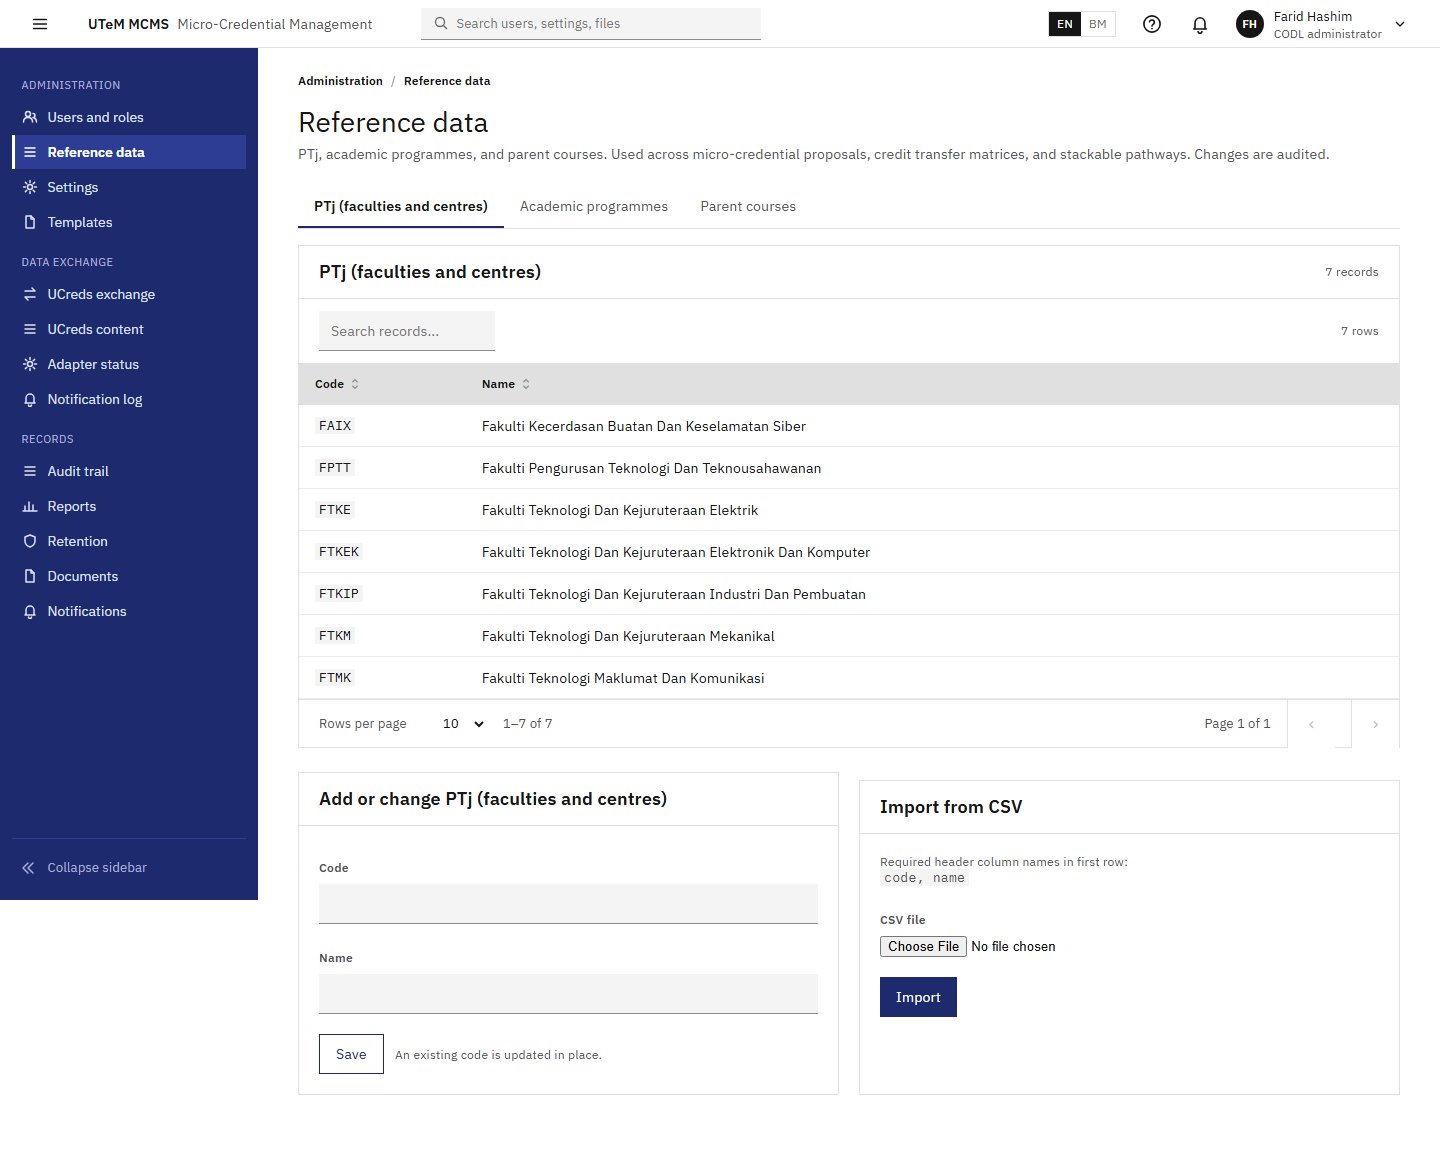 UTeM MCMS Micro-Credential Management
Search users, settings, files
EN BM
FH
Farid Hashim
CODL administrator
ADMINISTRATION
Users and roles
Reference data
Settings
Templates
DATA EXCHANGE
UCreds exchange
UCreds content
Adapter status
Notification log
RECORDS
Audit trail
Reports
Retention
Documents
Notifications
Collapse sidebar
Administration / Reference data
Reference data
PTj, academic programmes, and parent courses. Used across micro-credential proposals, credit transfer matrices, and stackable pathways. Changes are audited.
PTj (faculties and centres) Academic programmes Parent courses
PTj (faculties and centres) 7 records
Search records... 7 rows
Code Name
FAIX Fakulti Kecerdasan Buatan Dan Keselamatan Siber
FPTT Fakulti Pengurusan Teknologi Dan Teknousahawanan
FTKE Fakulti Teknologi Dan Kejuruteraan Elektrik
FTKEK Fakulti Teknologi Dan Kejuruteraan Elektronik Dan Komputer
FTKIP Fakulti Teknologi Dan Kejuruteraan Industri Dan Pembuatan
FTKM Fakulti Teknologi Dan Kejuruteraan Mekanikal
FTMK Fakulti Teknologi Maklumat Dan Komunikasi
Rows per page 10 1–7 of 7 Page 1 of 1 ‹ ›
Add or change PTj (faculties and centres)
Code
Name
Save An existing code is updated in place.
Import from CSV
Required header column names in first row:
code, name
CSV file
Choose File No file chosen
Import